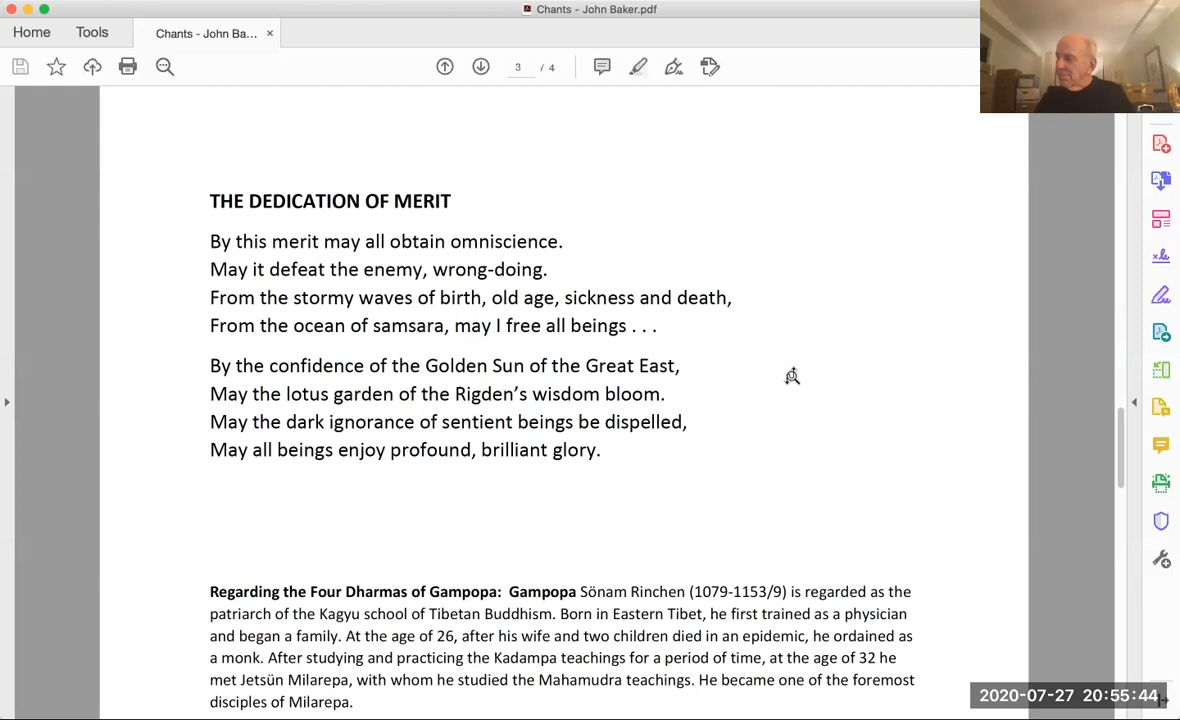 Chants - John Baker.pdf
Home Tools Chants - John Ba... ×
3 / 4
THE DEDICATION OF MERIT
By this merit may all obtain omniscience.
May it defeat the enemy, wrong-doing.
From the stormy waves of birth, old age, sickness and death,
From the ocean of samsara, may I free all beings . . .
By the confidence of the Golden Sun of the Great East,
May the lotus garden of the Rigden’s wisdom bloom.
May the dark ignorance of sentient beings be dispelled,
May all beings enjoy profound, brilliant glory.
Regarding the Four Dharmas of Gampopa: Gampopa Sönam Rinchen (1079-1153/9) is regarded as the
patriarch of the Kagyu school of Tibetan Buddhism. Born in Eastern Tibet, he first trained as a physician
and began a family. At the age of 26, after his wife and two children died in an epidemic, he ordained as
a monk. After studying and practicing the Kadampa teachings for a period of time, at the age of 32 he
met Jetsün Milarepa, with whom he studied the Mahamudra teachings. He became one of the foremost
disciples of Milarepa.
2020-07-27 20:55:44